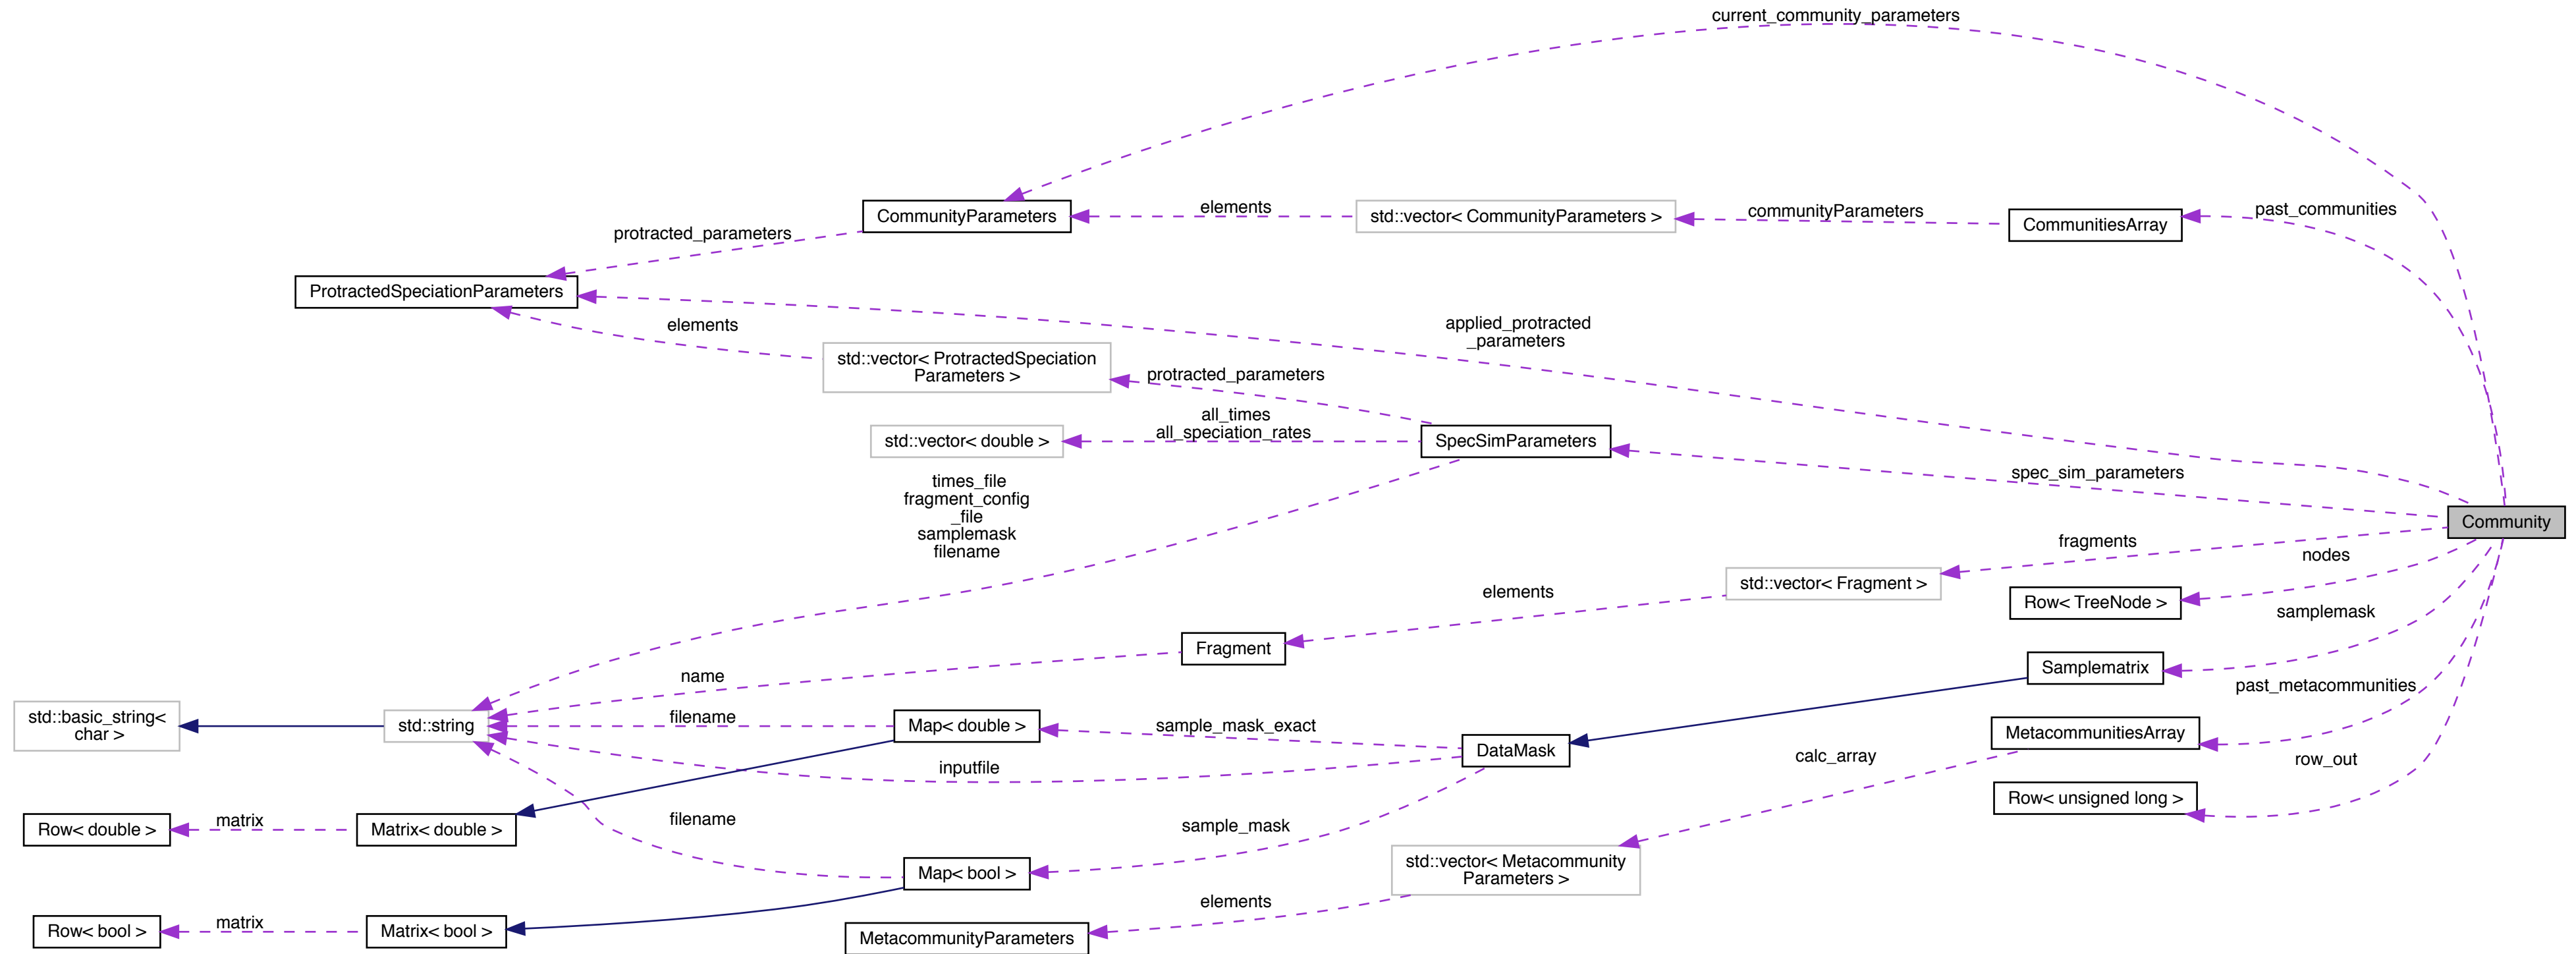 current_community_parameters
past_communities
CommunityParameters
elements
std::vector< CommunityParameters >
communityParameters
CommunitiesArray
protracted_parameters
ProtractedSpeciationParameters
elements
applied_protracted
_parameters
std::vector< ProtractedSpeciation
Parameters >
protracted_parameters
all_times
all_speciation_rates
std::vector< double >
SpecSimParameters
spec_sim_parameters
times_file
fragment_config
_file
samplemask
filename
Community
fragments
nodes
std::vector< Fragment >
elements
Row< TreeNode >
samplemask
Fragment
name
Samplematrix
past_metacommunities
std::basic_string<
char >
std::string
filename
Map< double >
sample_mask_exact
DataMask
MetacommunitiesArray
inputfile
calc_array
row_out
Row< unsigned long >
Row< double >
matrix
Matrix< double >
filename
sample_mask
Map< bool >
std::vector< Metacommunity
Parameters >
elements
Row< bool >
matrix
Matrix< bool >
MetacommunityParameters